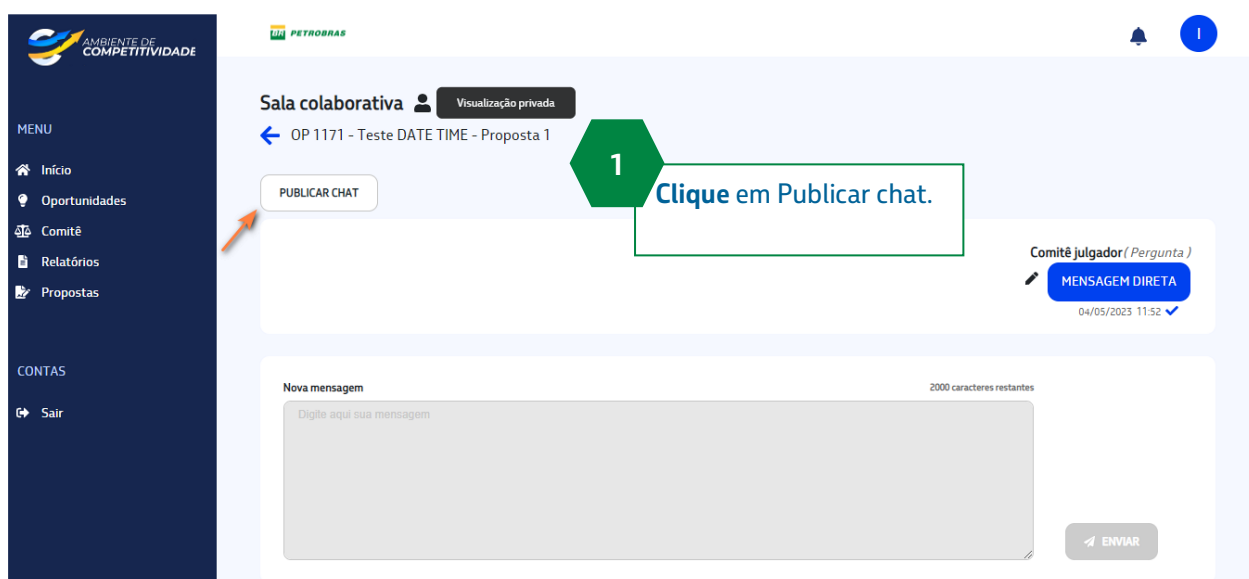 AMBIENTE DE
COMPETITIVIDADE
BR PETROBRAS
I
Sala colaborativa Visualização privada
OP 1171 - Teste DATE TIME - Proposta 1
MENU
Início
Oportunidades
Comitê
Relatórios
Propostas
CONTAS
Sair
1
Clique em Publicar chat.
PUBLICAR CHAT
Comitê julgador ( Pergunta )
MENSAGEM DIRETA
04/05/2023 11:52
Nova mensagem 2000 caracteres restantes
Digite aqui sua mensagem
ENVIAR